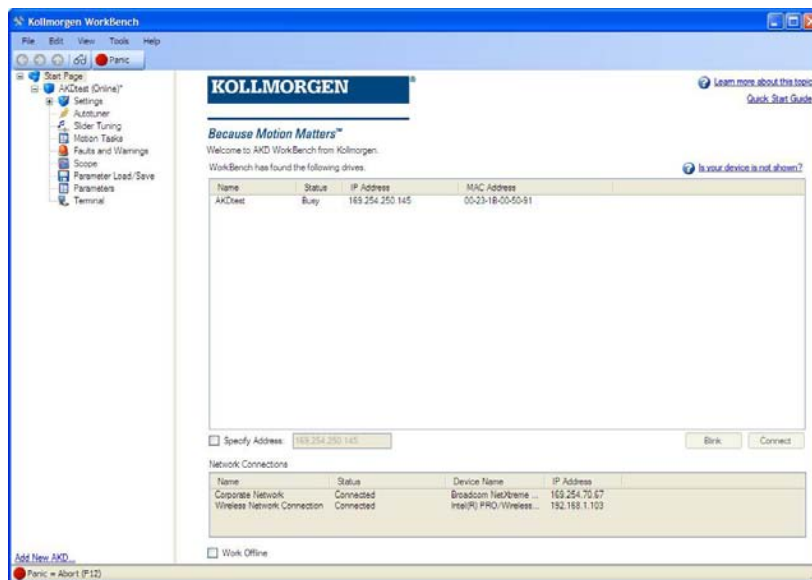 Kollmorgen WorkBench
File Edit View Tools Help
Panic
Start Page
AKDtest (Online)*
Settings
Autotuner
Slider Tuning
Motion Tasks
Faults and Warnings
Scope
Parameter Load/Save
Parameters
Terminal
Add New AKD...
KOLLMORGEN®
Because Motion Matters™
Learn more about this topic
Quick Start Guide
Welcome to AKD WorkBench from Kollmorgen.
WorkBench has found the following drives.
Is your device is not shown?
Name Status IP Address MAC Address
AKDtest Busy 169.254.250.145 00-23-1B-00-50-91
Specify Address: 169.254.250.145
Blink Connect
Network Connections
Name Status Device Name IP Address
Corporate Network Connected Broadcom NetXtreme ... 169.254.70.67
Wireless Network Connection Connected Intel(R) PRO/Wireless... 192.168.1.103
Work Offline
Panic = Abort (F12)